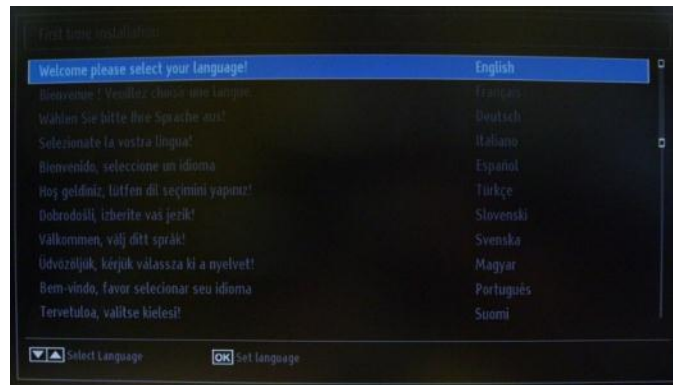 First time installation
Welcome please select your language! English
Bienvenue ! Veuillez choisir une langue. Français
Wählen Sie bitte Ihre Sprache aus! Deutsch
Selezionate la vostra lingua! Italiano
Bienvenido, seleccione un idioma Español
Hoş geldiniz, lütfen dil seçimini yapınız! Türkçe
Dobrodošli, izberite vaš jezik! Slovenski
Välkommen, välj ditt språk! Svenska
Üdvözöljük, kérjük válassza ki a nyelvet! Magyar
Bem-vindo, favor selecionar seu idioma Português
Tervetuloa, valitse kielesi! Suomi
Select Language OK Set language